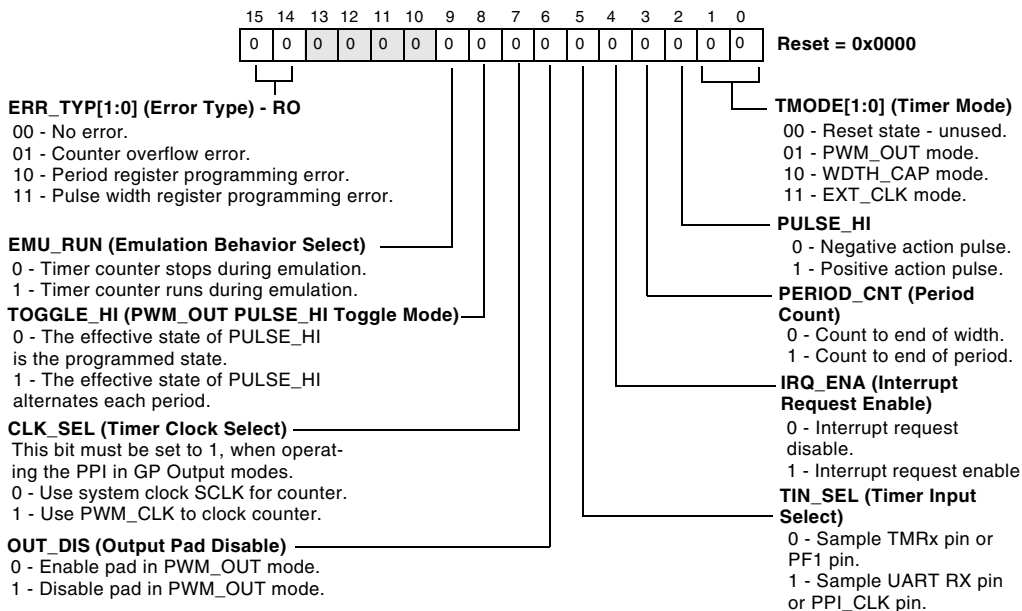 15 14 13 12 11 10 9 8 7 6 5 4 3 2 1 0
0 0 0 0 0 0 0 0 0 0 0 0 0 0 0 0 Reset = 0x0000
ERR_TYP[1:0] (Error Type) - RO
00 - No error.
01 - Counter overflow error.
10 - Period register programming error.
11 - Pulse width register programming error.
EMU_RUN (Emulation Behavior Select)
0 - Timer counter stops during emulation.
1 - Timer counter runs during emulation.
TOGGLE_HI (PWM_OUT PULSE_HI Toggle Mode)
0 - The effective state of PULSE_HI
is the programmed state.
1 - The effective state of PULSE_HI
alternates each period.
CLK_SEL (Timer Clock Select)
This bit must be set to 1, when operat-
ing the PPI in GP Output modes.
0 - Use system clock SCLK for counter.
1 - Use PWM_CLK to clock counter.
OUT_DIS (Output Pad Disable)
0 - Enable pad in PWM_OUT mode.
1 - Disable pad in PWM_OUT mode.
TMODE[1:0] (Timer Mode)
00 - Reset state - unused.
01 - PWM_OUT mode.
10 - WDTH_CAP mode.
11 - EXT_CLK mode.
PULSE_HI
0 - Negative action pulse.
1 - Positive action pulse.
PERIOD_CNT (Period
Count)
0 - Count to end of width.
1 - Count to end of period.
IRQ_ENA (Interrupt
Request Enable)
0 - Interrupt request
disable.
1 - Interrupt request enable
TIN_SEL (Timer Input
Select)
0 - Sample TMRx pin or
PF1 pin.
1 - Sample UART RX pin
or PPI_CLK pin.